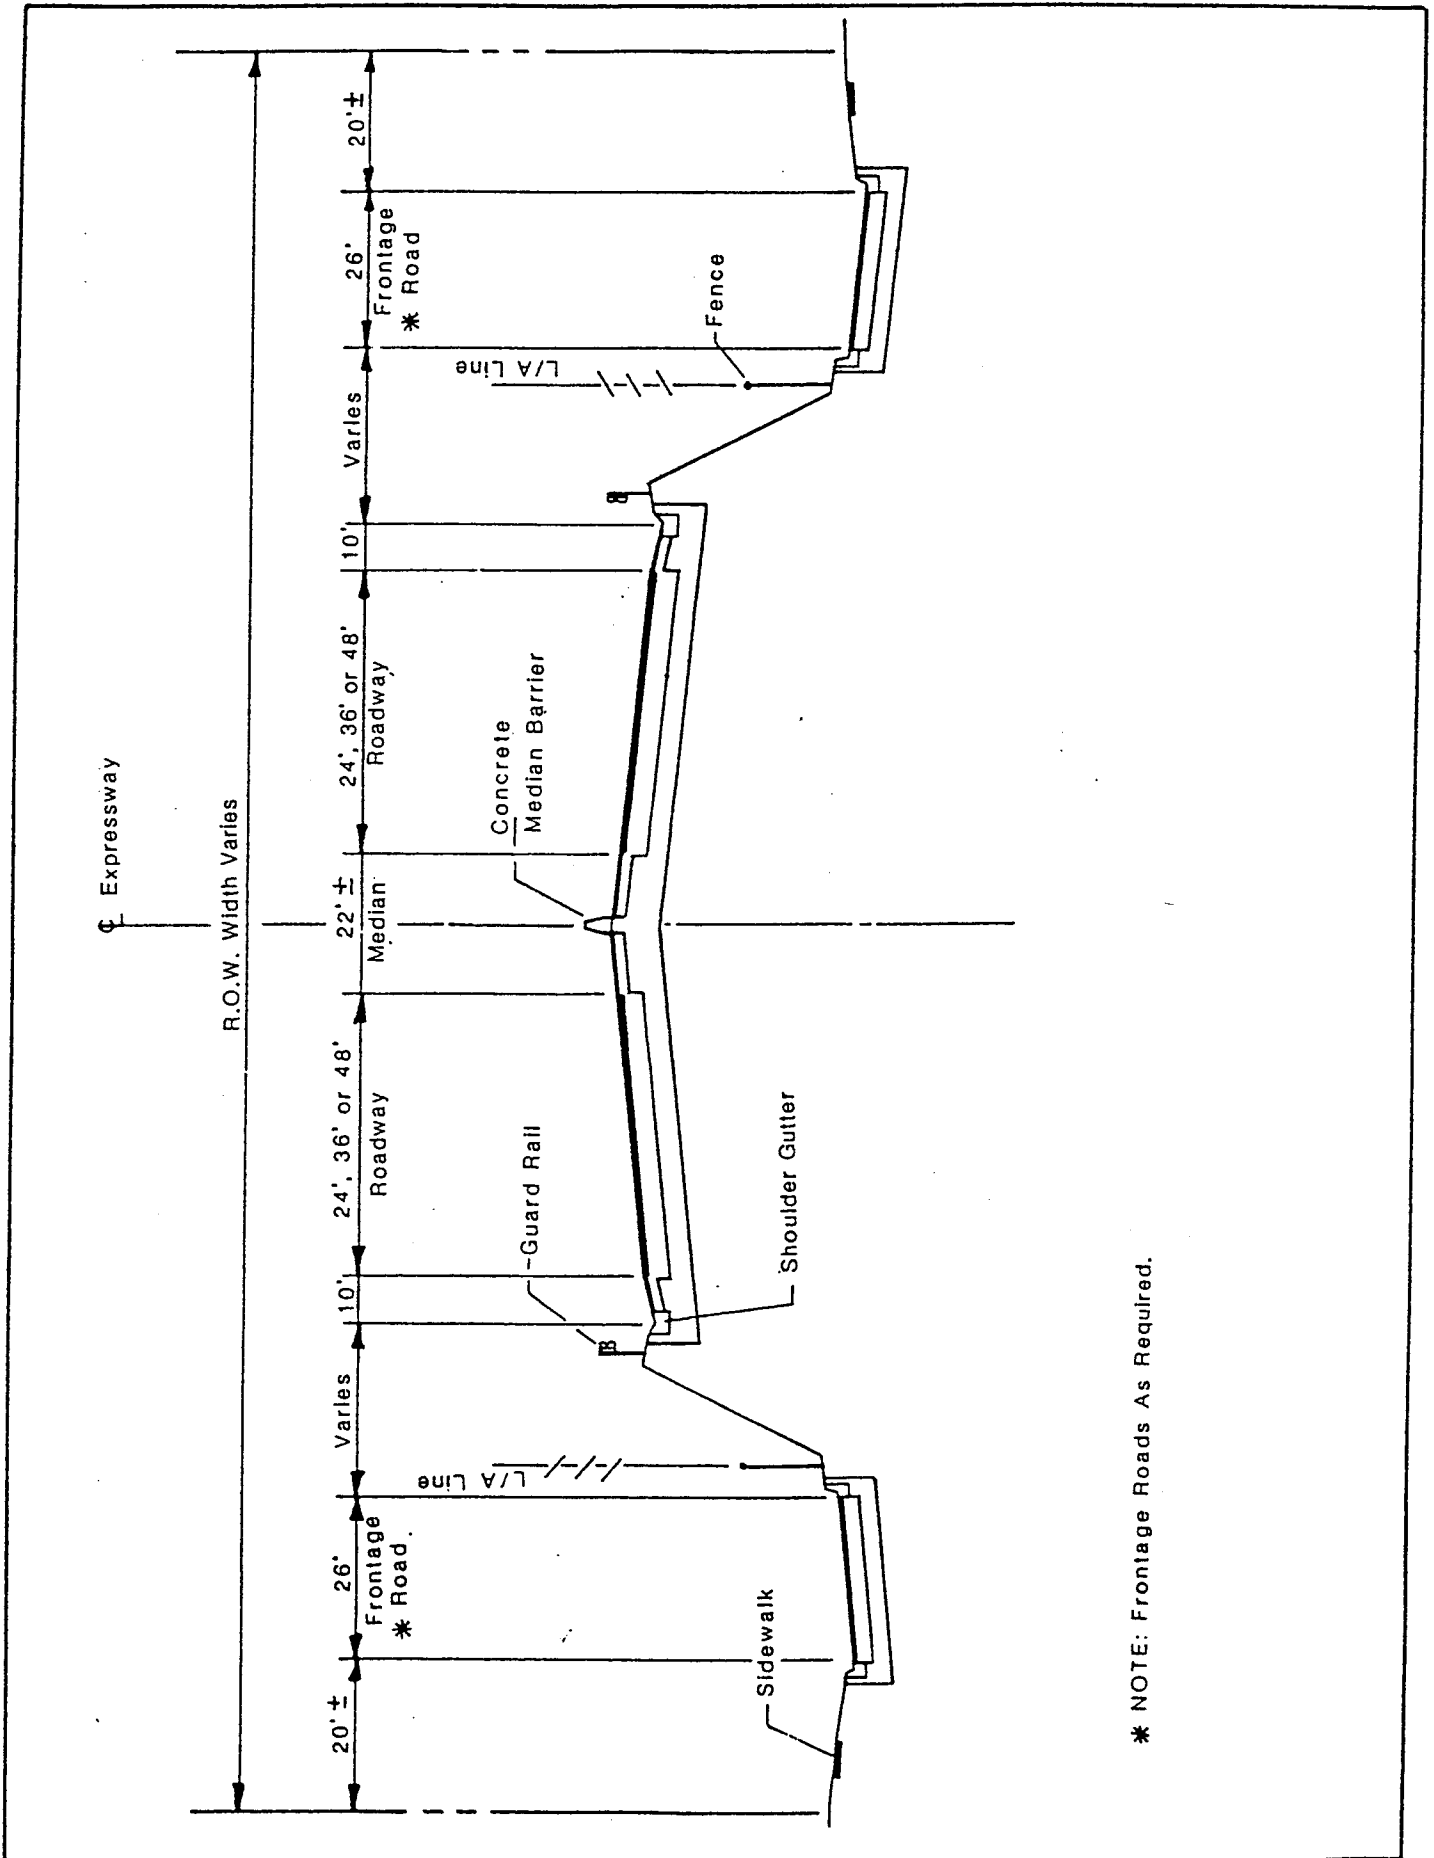 ℄ Expressway
R.O.W. Width Varies
20' ±
26'
Frontage
* Road
Varies
10'
24', 36' or 48'
Roadway
22' ±
Median
24', 36' or 48'
Roadway
10'
Varies
26'
Frontage
* Road
20' ±
L/A Line
L/A Line
Guard Rail
Concrete
Median Barrier
Fence
Sidewalk
Shoulder Gutter
* NOTE: Frontage Roads As Required.